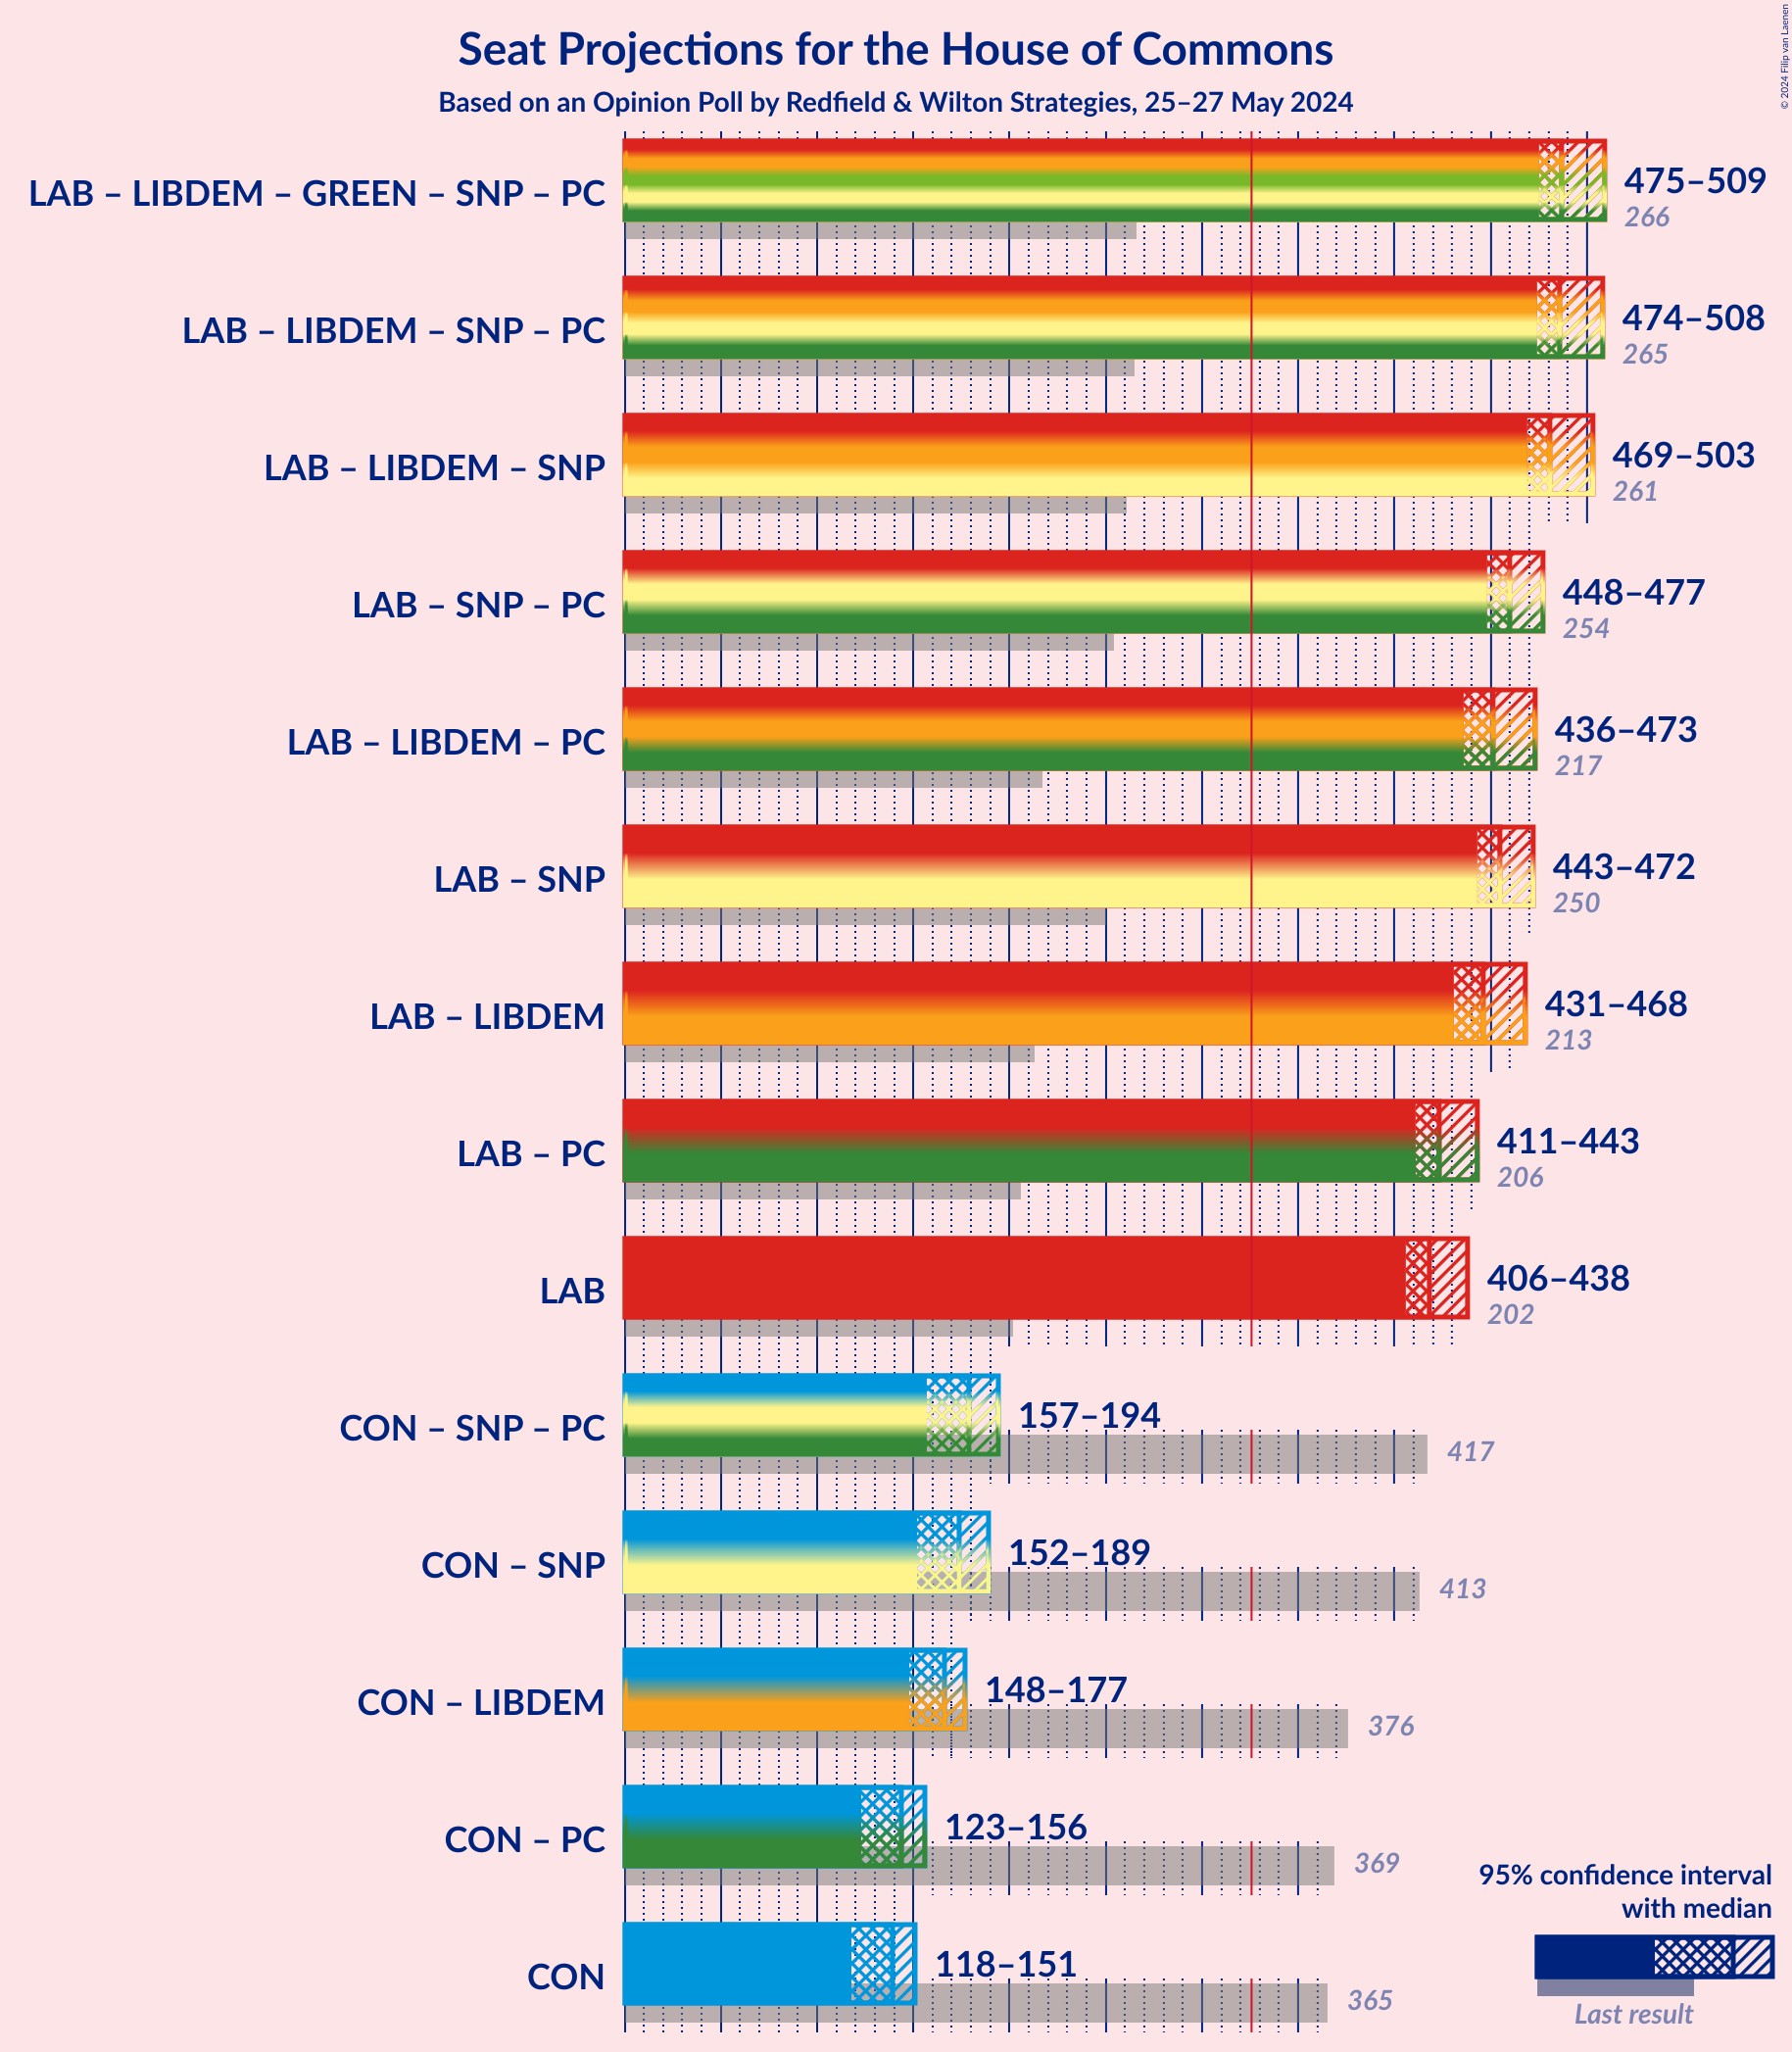 © 2024 Filip van Laenen
Seat Projections for the House of Commons
Based on an Opinion Poll by Redfield & Wilton Strategies, 25–27 May 2024
LAB – LIBDEM – GREEN – SNP – PC
475–509
266
LAB – LIBDEM – SNP – PC
474–508
265
LAB – LIBDEM – SNP
469–503
261
LAB – SNP – PC
448–477
254
LAB – LIBDEM – PC
436–473
217
LAB – SNP
443–472
250
LAB – LIBDEM
431–468
213
LAB – PC
411–443
206
LAB
406–438
202
CON – SNP – PC
157–194
417
CON – SNP
152–189
413
CON – LIBDEM
148–177
376
CON – PC
123–156
369
CON
118–151
365
95% confidence interval
with median
Last result